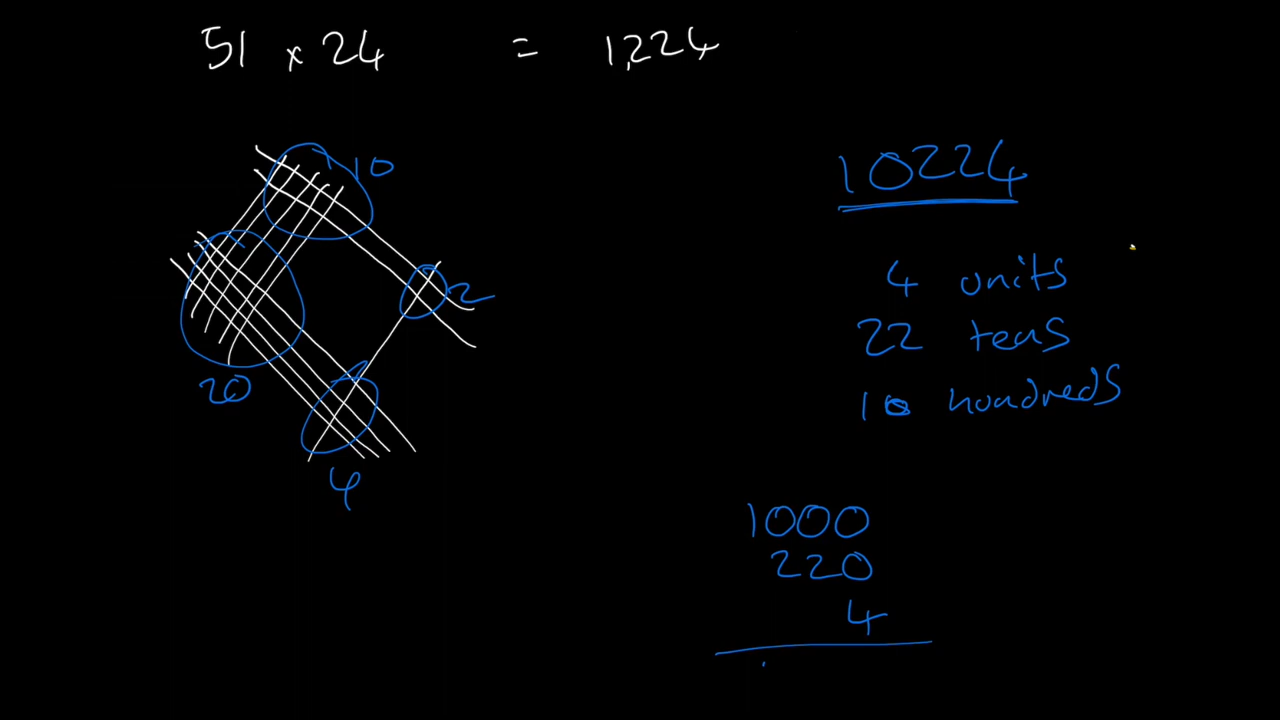 51 × 24 = 1,224
10
2
20
4
10224
4 units
22 tens
10 hundreds
1000
220
4